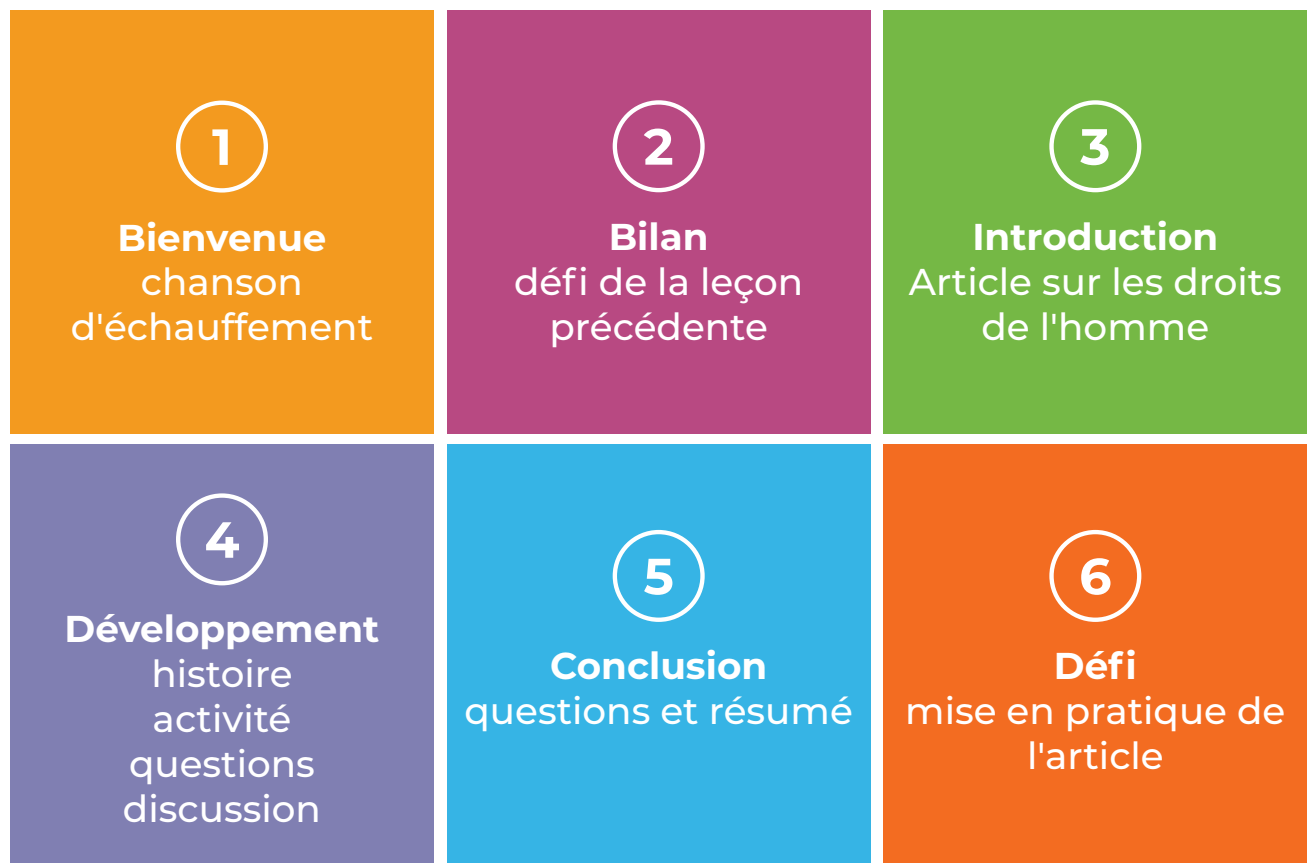 1
Bienvenue
chanson
d'échauffement
2
Bilan
défi de la leçon
précédente
3
Introduction
Article sur les droits
de l'homme
4
Développement
histoire
activité
questions
discussion
5
Conclusion
questions et résumé
6
Défi
mise en pratique de
l'article